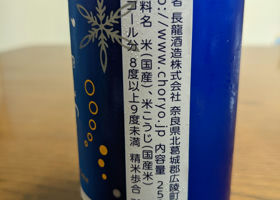 者 長龍酒造株式会社 奈良県北葛城郡広陵町
p://www.choryo.jp 内容量 25
料名 米(国産)、米こうじ(国産米)
コール分 8度以上9度未満 精米歩合